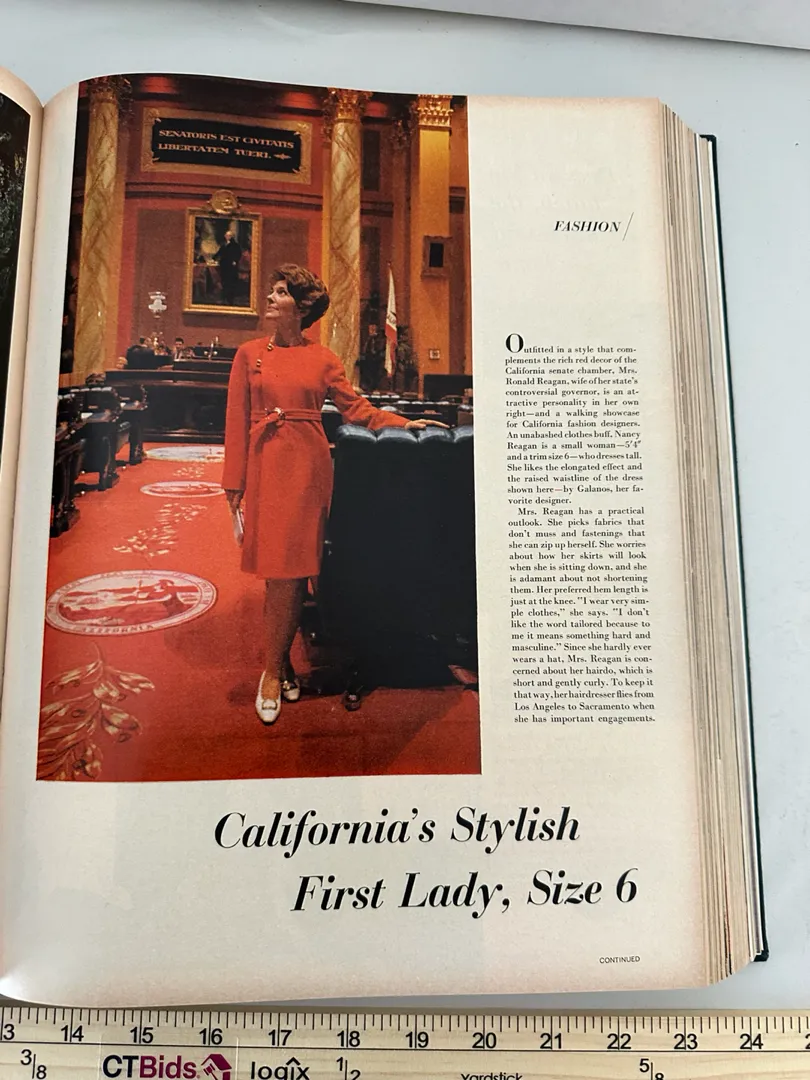 SENATORIS EST CIVITATIS
LIBERTATEM TUERI.
FASHION/
Outfitted in a style that com-
plements the rich red decor of the
California senate chamber, Mrs.
Ronald Reagan, wife of her state's
controversial governor, is an at-
tractive personality in her own
right—and a walking showcase
for California fashion designers.
An unabashed clothes buff, Nancy
Reagan is a small woman—5'4"
and a trim size 6—who dresses tall.
She likes the elongated effect and
the raised waistline of the dress
shown here—by Galanos, her fa-
vorite designer.
Mrs. Reagan has a practical
outlook. She picks fabrics that
don't muss and fastenings that
she can zip up herself. She worries
about how her skirts will look
when she is sitting down, and she
is adamant about not shortening
them. Her preferred hem length is
just at the knee. "I wear very sim-
ple clothes," she says. "I don't
like the word tailored because to
me it means something hard and
masculine." Since she hardly ever
wears a hat, Mrs. Reagan is con-
cerned about her hairdo, which is
short and gently curly. To keep it
that way, her hairdresser flies from
Los Angeles to Sacramento when
she has important engagements.
CALIFORNIA
California's Stylish
First Lady, Size 6
CONTINUED
3 14 15 16 17 18 19 20 21 22 23 24
3/8 CTBids logix 1/2 Yardstick 5/8